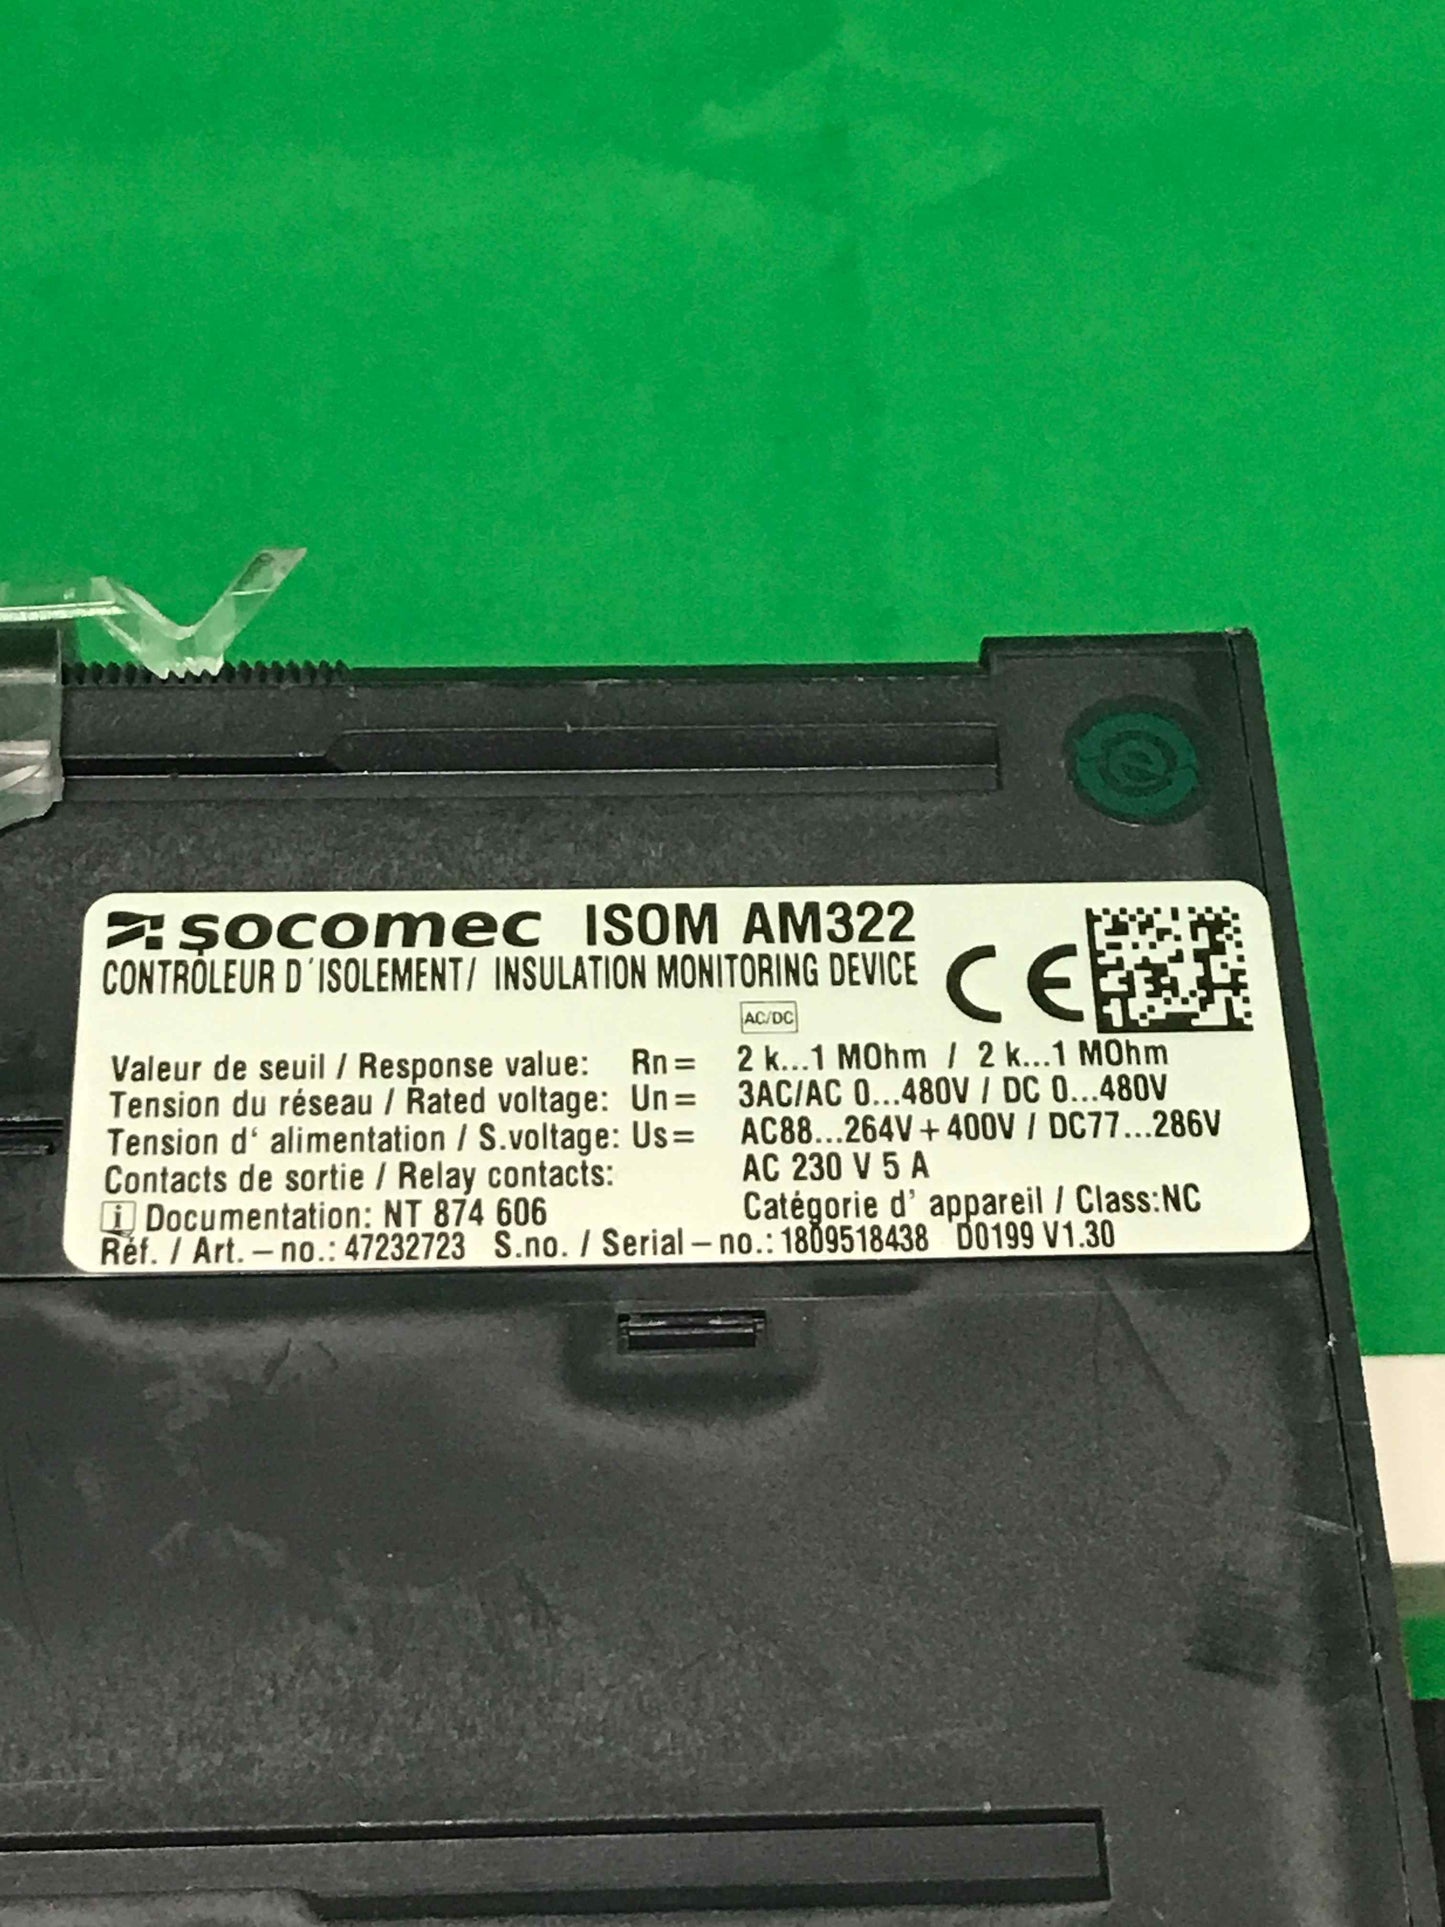 socomec ISOM AM322
CONTRÔLEUR D'ISOLEMENT/ INSULATION MONITORING DEVICE
CE
AC/DC
Valeur de seuil / Response value: Rn= 2 k...1 MOhm / 2 k...1 MOhm
Tension du réseau / Rated voltage: Un= 3AC/AC 0...480V / DC 0...480V
Tension d‘ alimentation / S.voltage: Us= AC88...264V+400V / DC77...286V
Contacts de sortie / Relay contacts: AC 230 V 5 A
i Documentation: NT 874 606 Catégorie d’ appareil / Class:NC
Réf. / Art.–no.: 47232723 S.no. / Serial–no.: 1809518438 D0199 V1.30